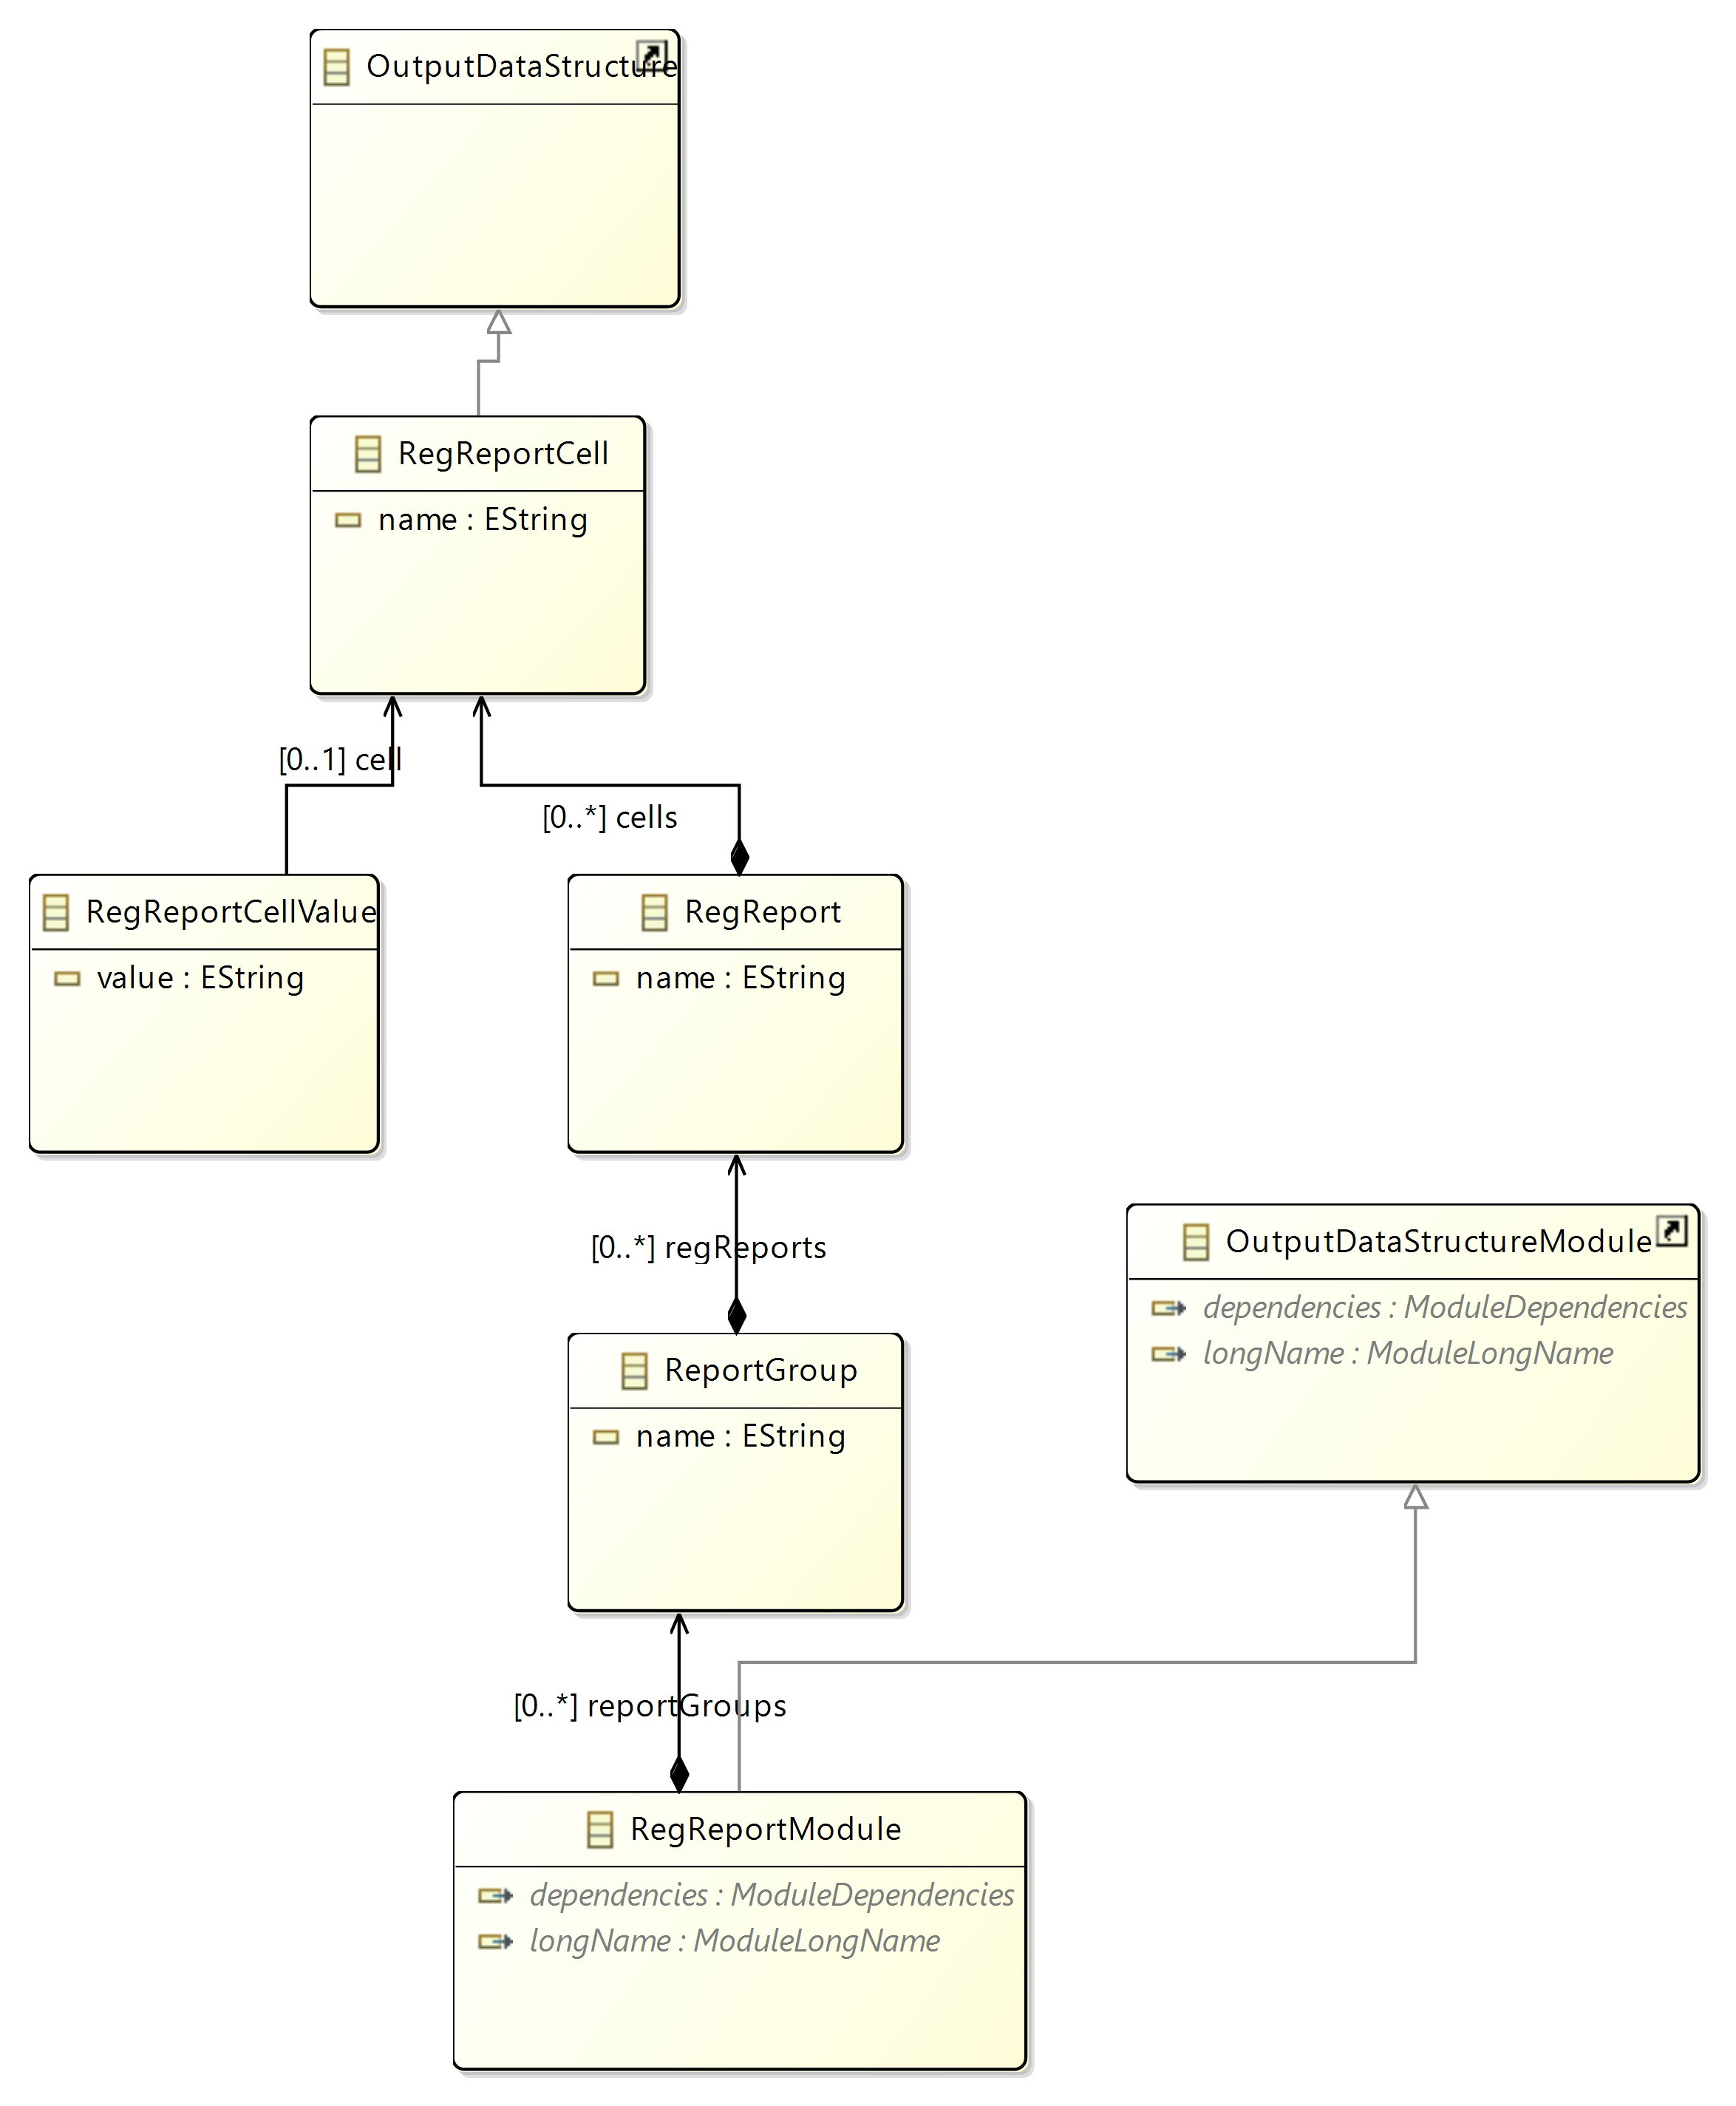 OutputDataStructure
RegReportCell
name : EString
[0..1] cell
[0..*] cells
RegReportCellValue
value : EString
RegReport
name : EString
[0..*] regReports
OutputDataStructureModule
dependencies : ModuleDependencies
longName : ModuleLongName
ReportGroup
name : EString
[0..*] reportGroups
RegReportModule
dependencies : ModuleDependencies
longName : ModuleLongName